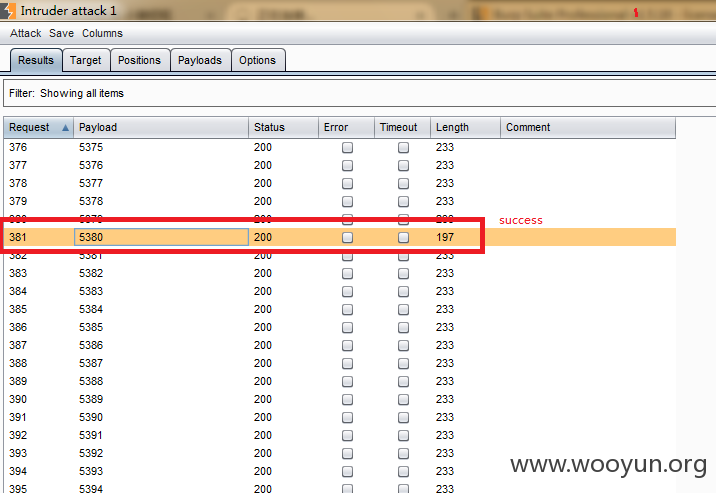 Intruder attack 1
Attack Save Columns
Results Target Positions Payloads Options
Filter: Showing all items
Request Payload Status Error Timeout Length Comment
376 5375 200 233
377 5376 200 233
378 5377 200 233
379 5378 200 233
380 5379 200 233
success
381 5380 200 197
382 5381 200 233
383 5382 200 233
384 5383 200 233
385 5384 200 233
386 5385 200 233
387 5386 200 233
388 5387 200 233
389 5388 200 233
390 5389 200 233
391 5390 200 233
392 5391 200 233
393 5392 200 233
394 5393 200 233
395 5394 200 233
www.wooyun.org